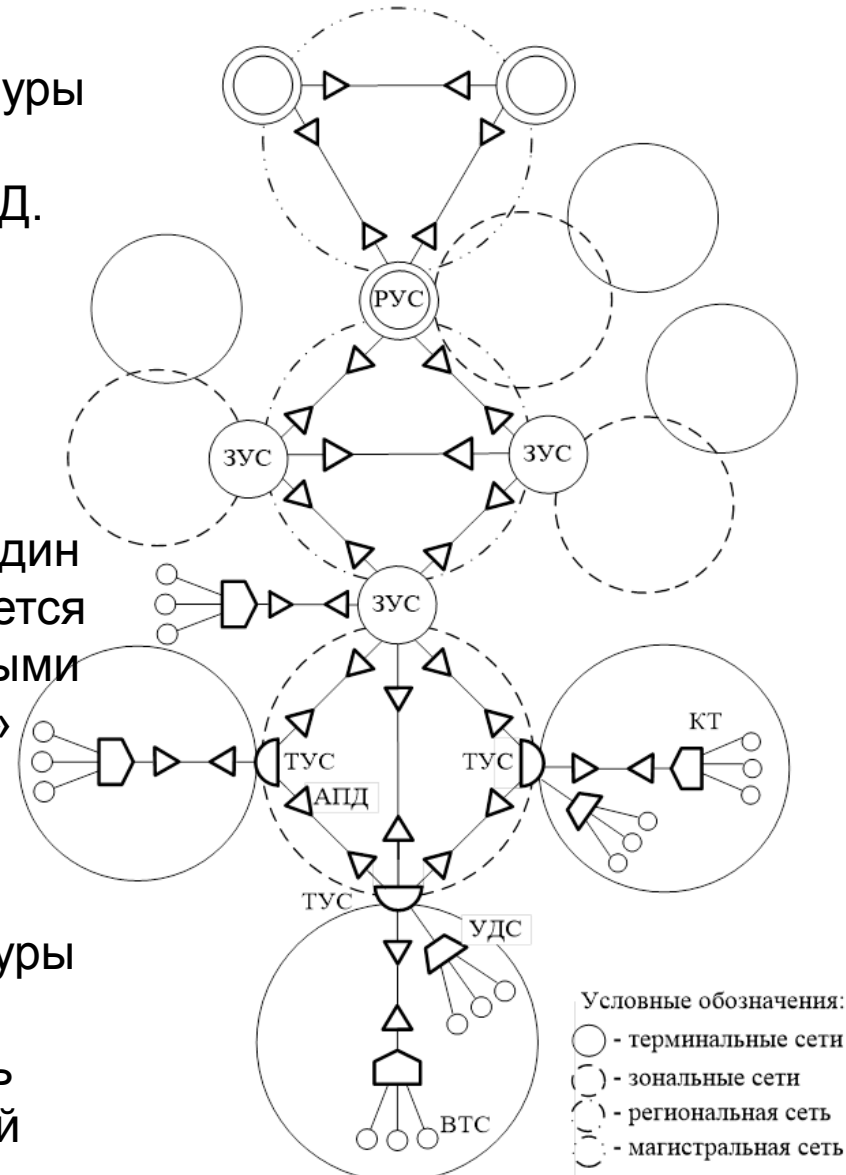 уры
Д.
РУС
ЗУС
ЗУС
дин
ется
ЗУС
ыми
»
КТ
ТУС
ТУС
АПД
ТУС
УДС
уры
Условные обозначения:
- терминальные сети
ь
- зональные сети
й
ВТС
- региональная сеть
- магистральная сеть